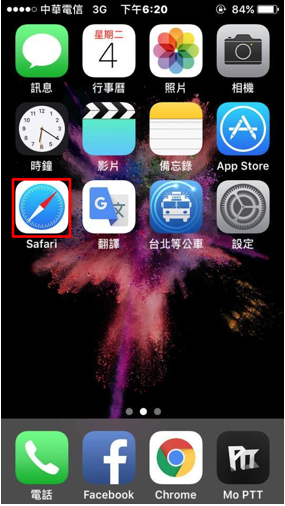 中華電信 3G 下午6:20 84%
星期二
4
訊息 行事曆 照片 相機
時鐘 影片 備忘錄 App Store
G 文
Safari 翻譯 台北等公車 設定
PTT
電話 Facebook Chrome Mo PTT